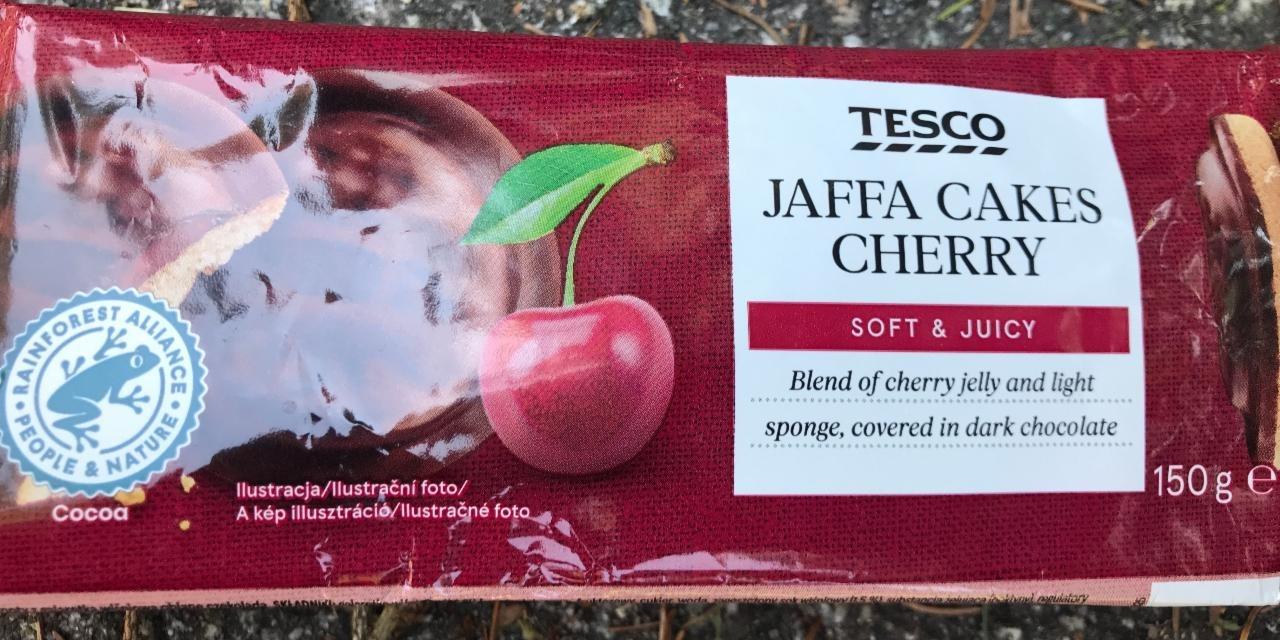 TESCO
JAFFA CAKES
CHERRY
SOFT & JUICY
Blend of cherry jelly and light
sponge, covered in dark chocolate
150 g e
RAINFOREST ALLIANCE
PEOPLE & NATURE
Cocoa
Ilustracja/Ilustrační foto/
A kép illusztráció/Ilustračné foto